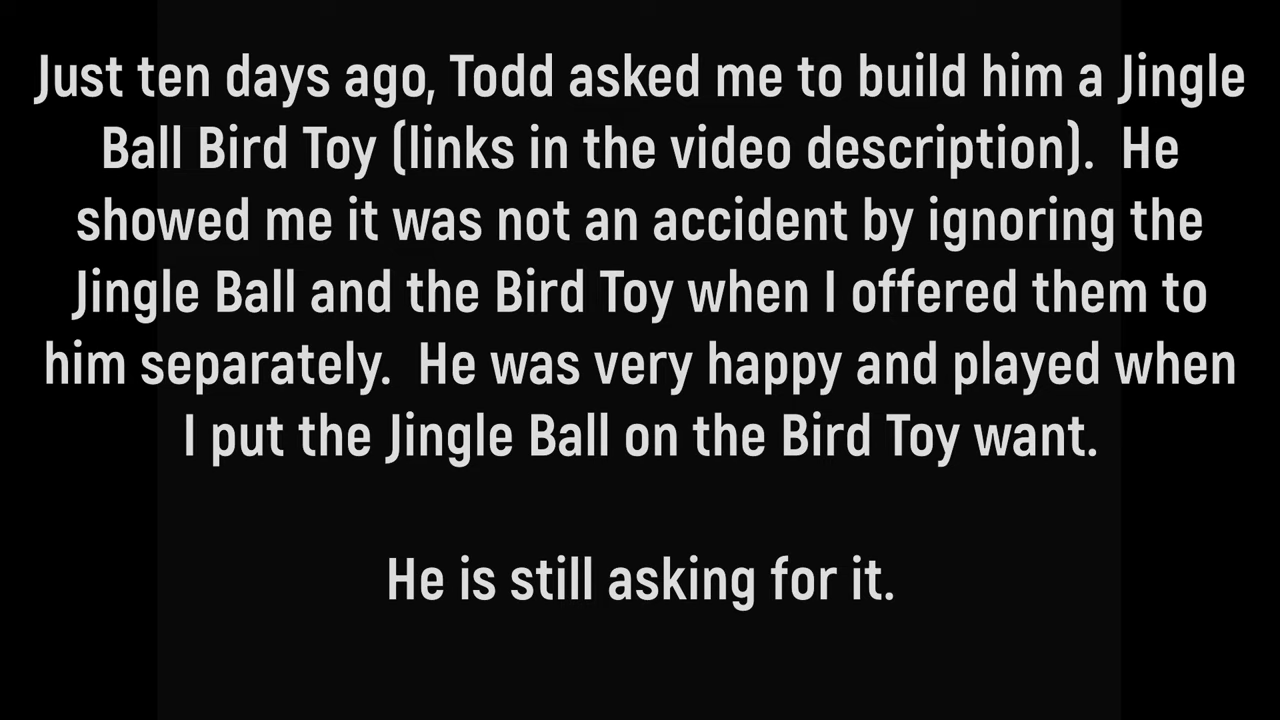 Just ten days ago, Todd asked me to build him a Jingle
Ball Bird Toy (links in the video description).  He
showed me it was not an accident by ignoring the
Jingle Ball and the Bird Toy when I offered them to
him separately.  He was very happy and played when
I put the Jingle Ball on the Bird Toy want.
He is still asking for it.